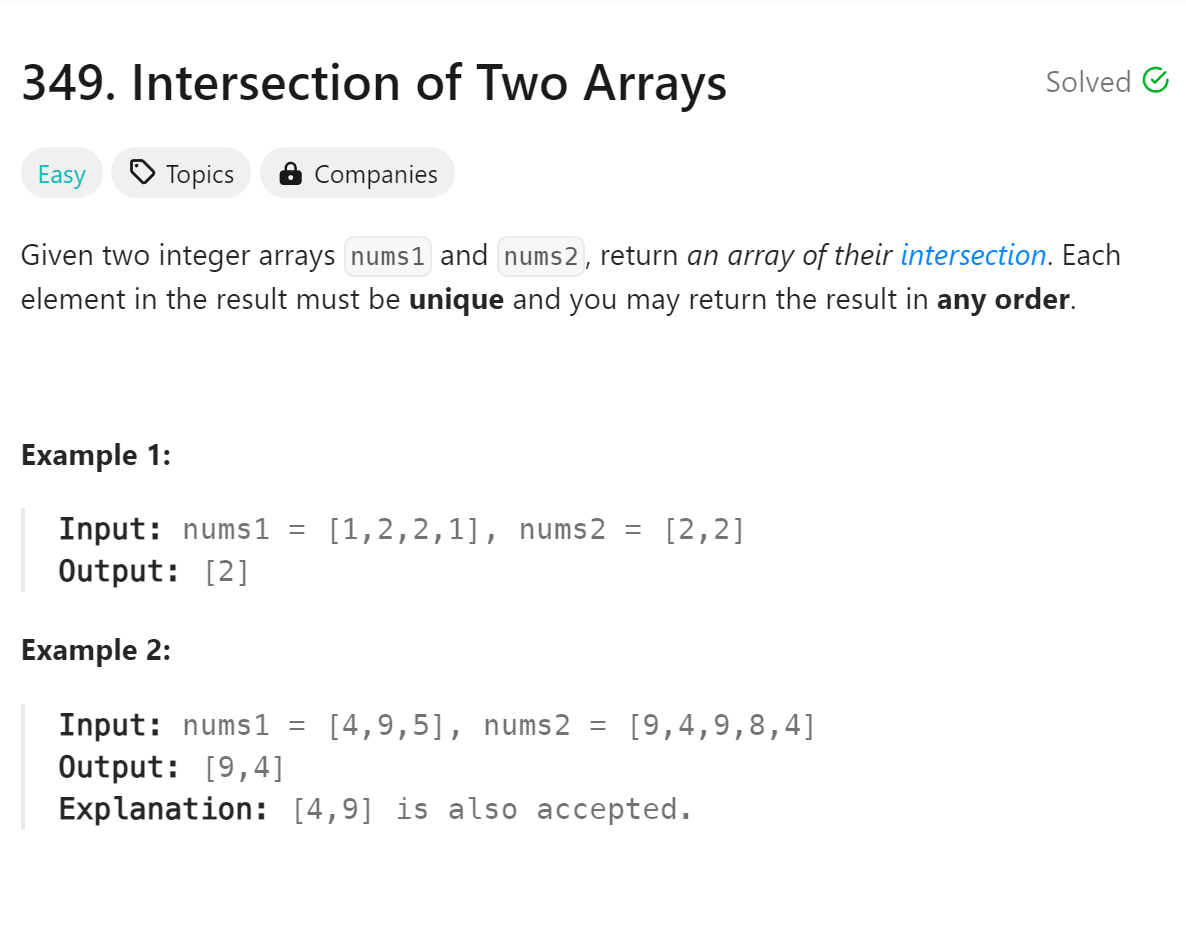 349. Intersection of Two Arrays
Solved
Easy
Topics
Companies
Given two integer arrays nums1 and nums2, return an array of their intersection. Each
element in the result must be unique and you may return the result in any order.
Example 1:
Input: nums1 = [1,2,2,1], nums2 = [2,2]
Output: [2]
Example 2:
Input: nums1 = [4,9,5], nums2 = [9,4,9,8,4]
Output: [9,4]
Explanation: [4,9] is also accepted.